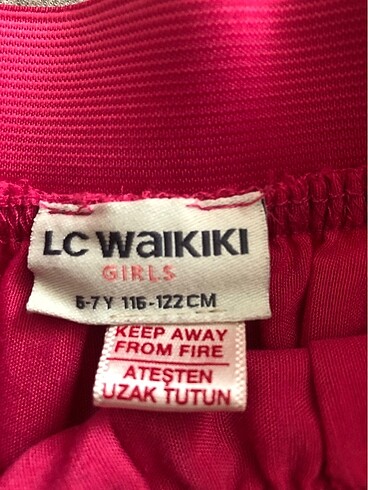 LC WAIKIKI
GIRLS
6-7 Y 116-122 CM
KEEP AWAY
FROM FIRE
ATEŞTEN
UZAK TUTUN